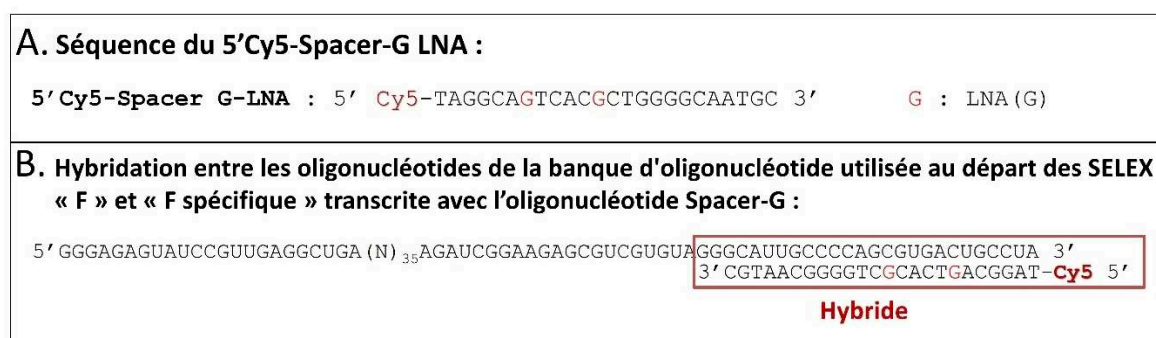 A. Séquence du 5’Cy5-Spacer-G LNA :
5’Cy5-Spacer G-LNA : 5’ Cy5-TAGGCAGTCACGCTGGGGCAATGC 3’ G : LNA(G)
B. Hybridation entre les oligonucléotides de la banque d'oligonucléotide utilisée au départ des SELEX
« F » et « F spécifique » transcrite avec l’oligonucléotide Spacer-G :
5’GGGAGAGUAUCCGUUGAGGCUGA(N)35AGAUCGGAAGAGCGUCGUGUAGGGCAUUGCCCCAGCGUGACUGCCUA 3’
3’CGTAACGGGGTCGCACTGACGGAT-Cy5 5’
Hybride